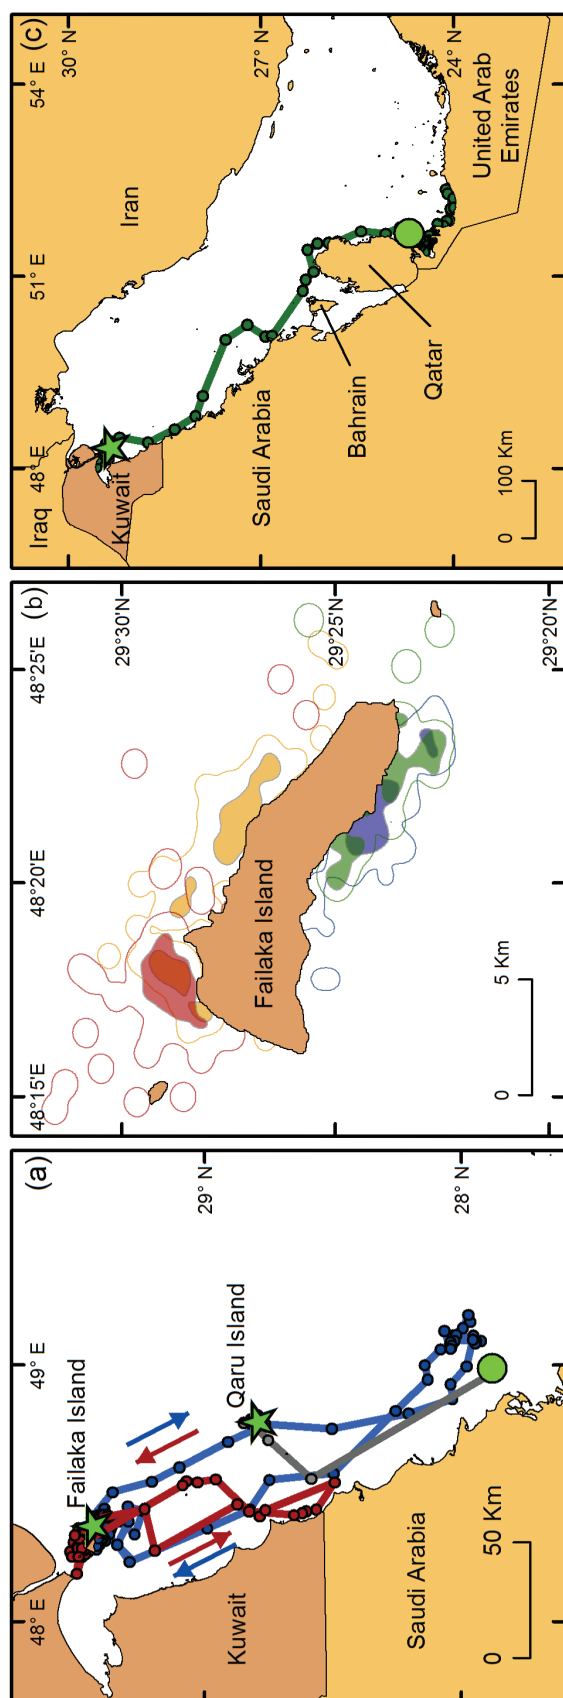 (a)
48° E
49° E
Failaka Island
29° N
Qaru Island
Kuwait
28° N
Saudi Arabia
0
50 Km
(b)
48°15'E
48°20'E
48°25'E
29°30'N
Failaka Island
29°25'N
29°20'N
0
5 Km
(c)
48° E
51° E
54° E
30° N
Iraq
Kuwait
Iran
27° N
Saudi Arabia
Bahrain
Qatar
24° N
United Arab
Emirates
0
100 Km